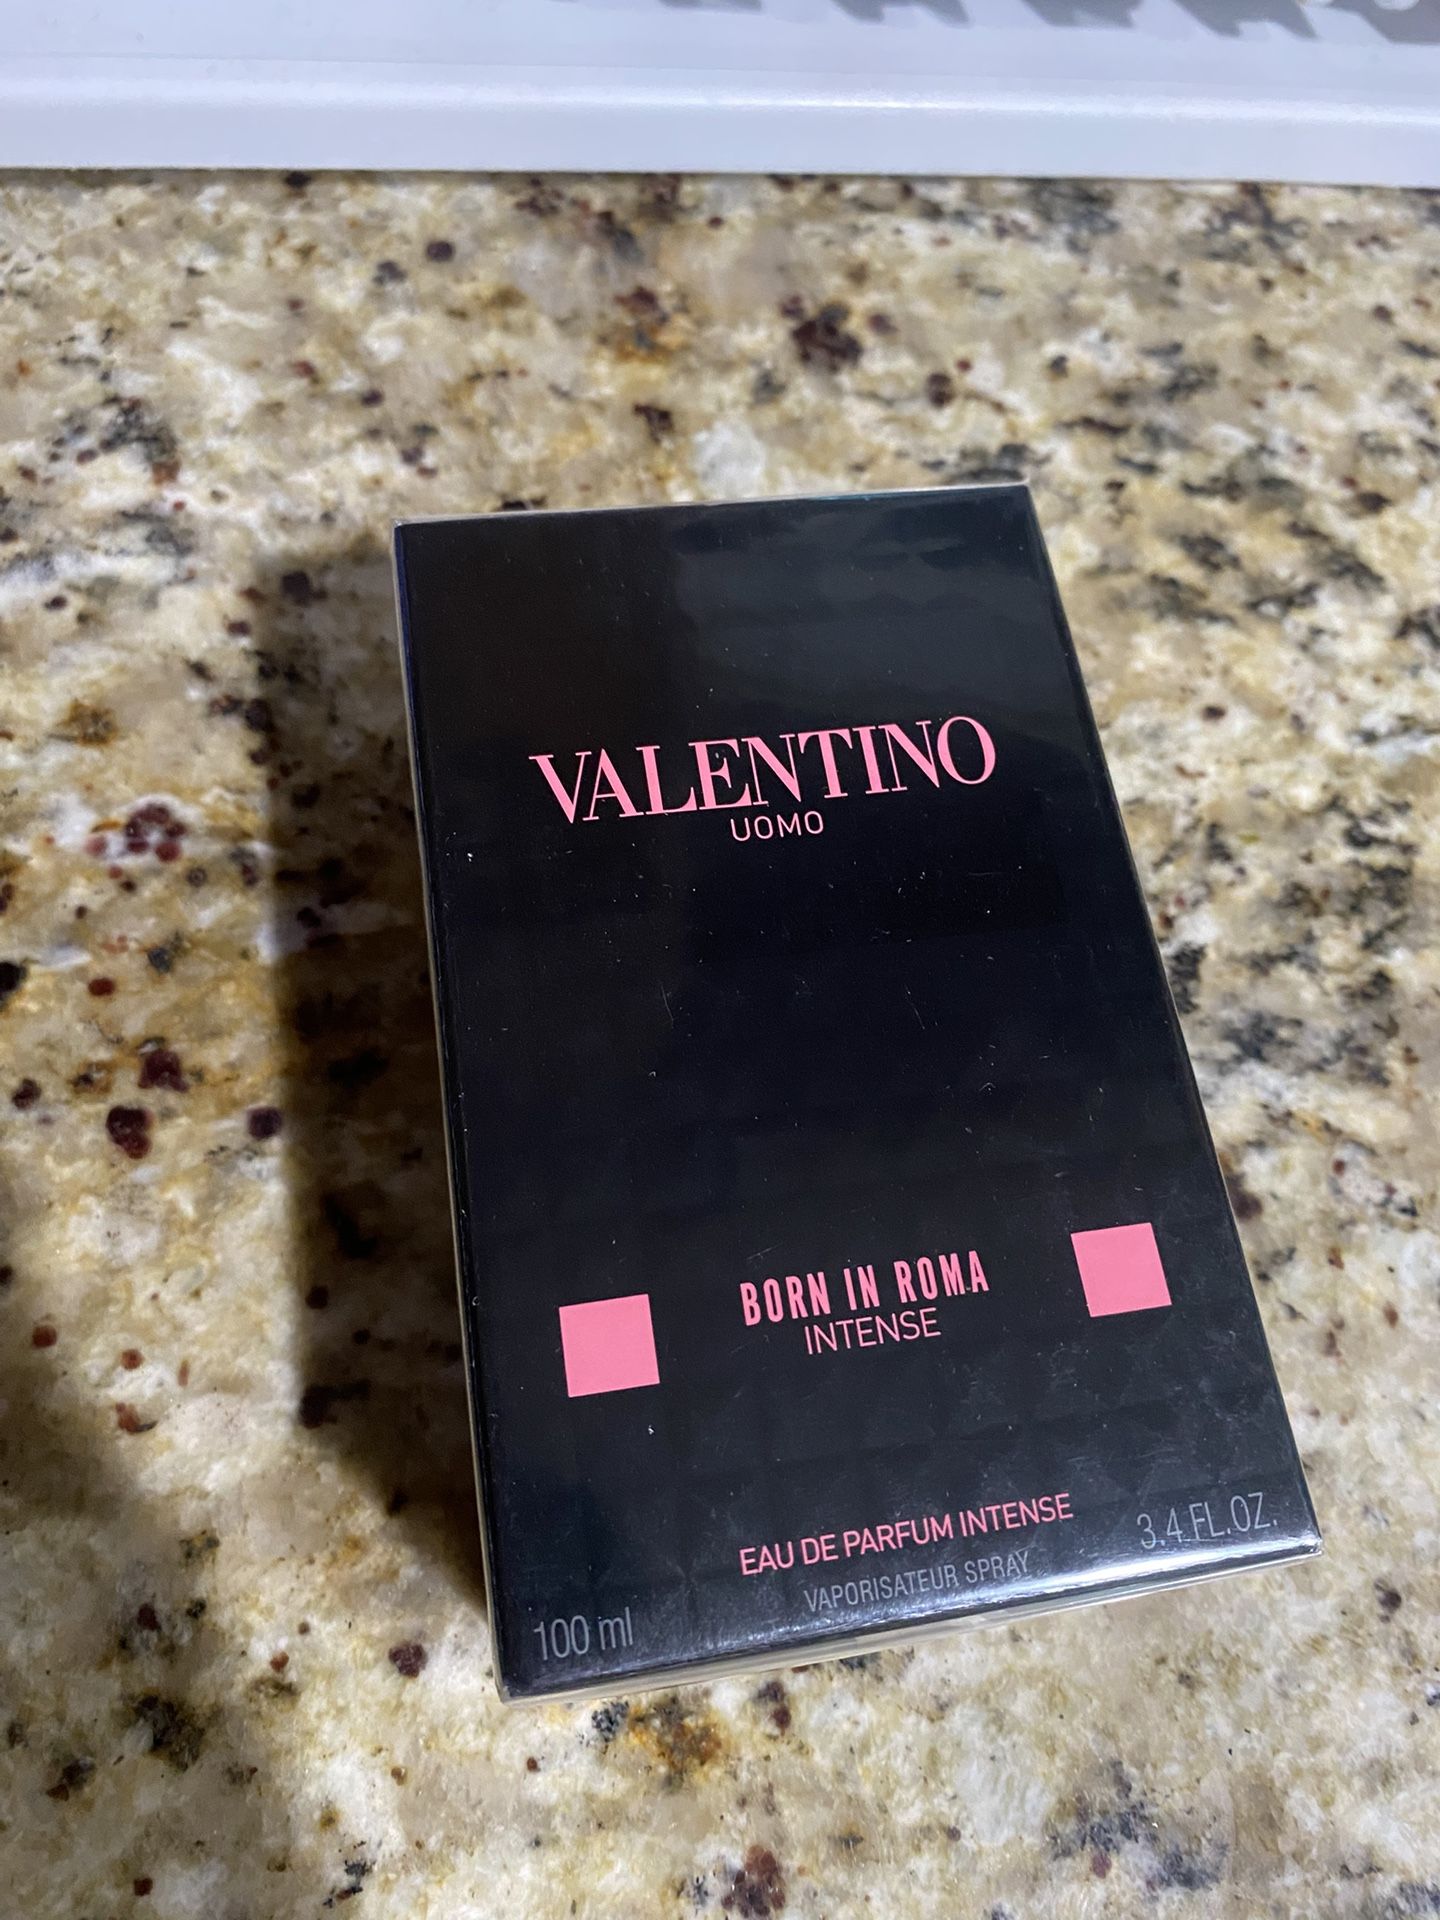 VALENTINO
UOMO
BORN IN ROMA
INTENSE
EAU DE PARFUM INTENSE
VAPORISATEUR SPRAY
3.4 FL.OZ.
100 ml